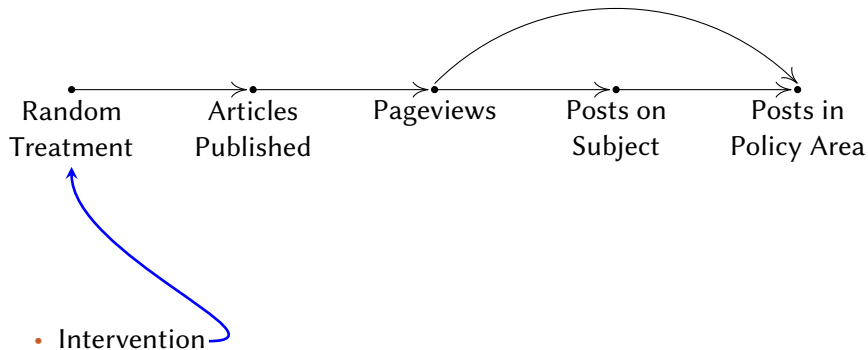 Random Treatment
Articles Published
Pageviews
Posts on Subject
Posts in Policy Area
• Intervention